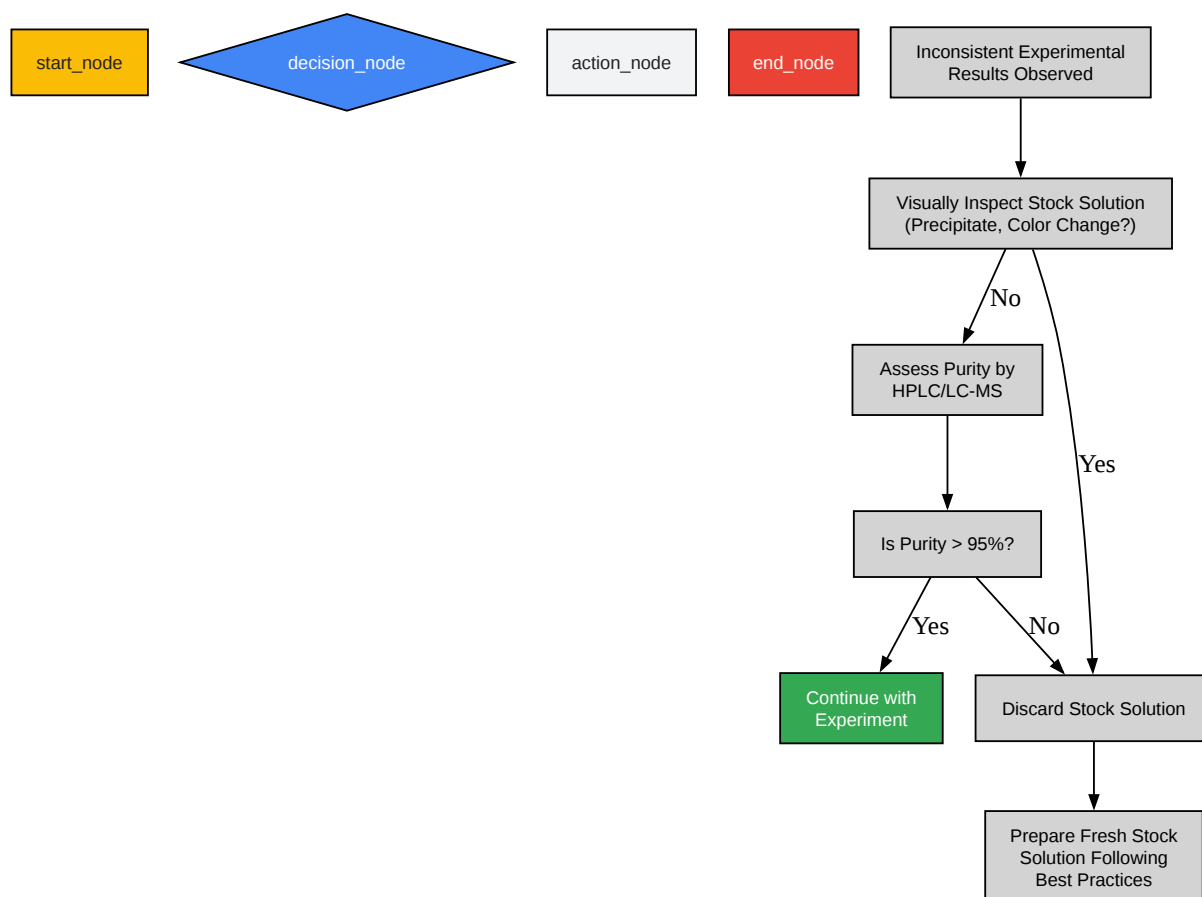 start_node
decision_node
action_node
end_node
Inconsistent Experimental
Results Observed
Visually Inspect Stock Solution
(Precipitate, Color Change?)
No
Assess Purity by
HPLC/LC-MS
Yes
Is Purity > 95%?
Yes
No
Continue with
Experiment
Discard Stock Solution
Prepare Fresh Stock
Solution Following
Best Practices